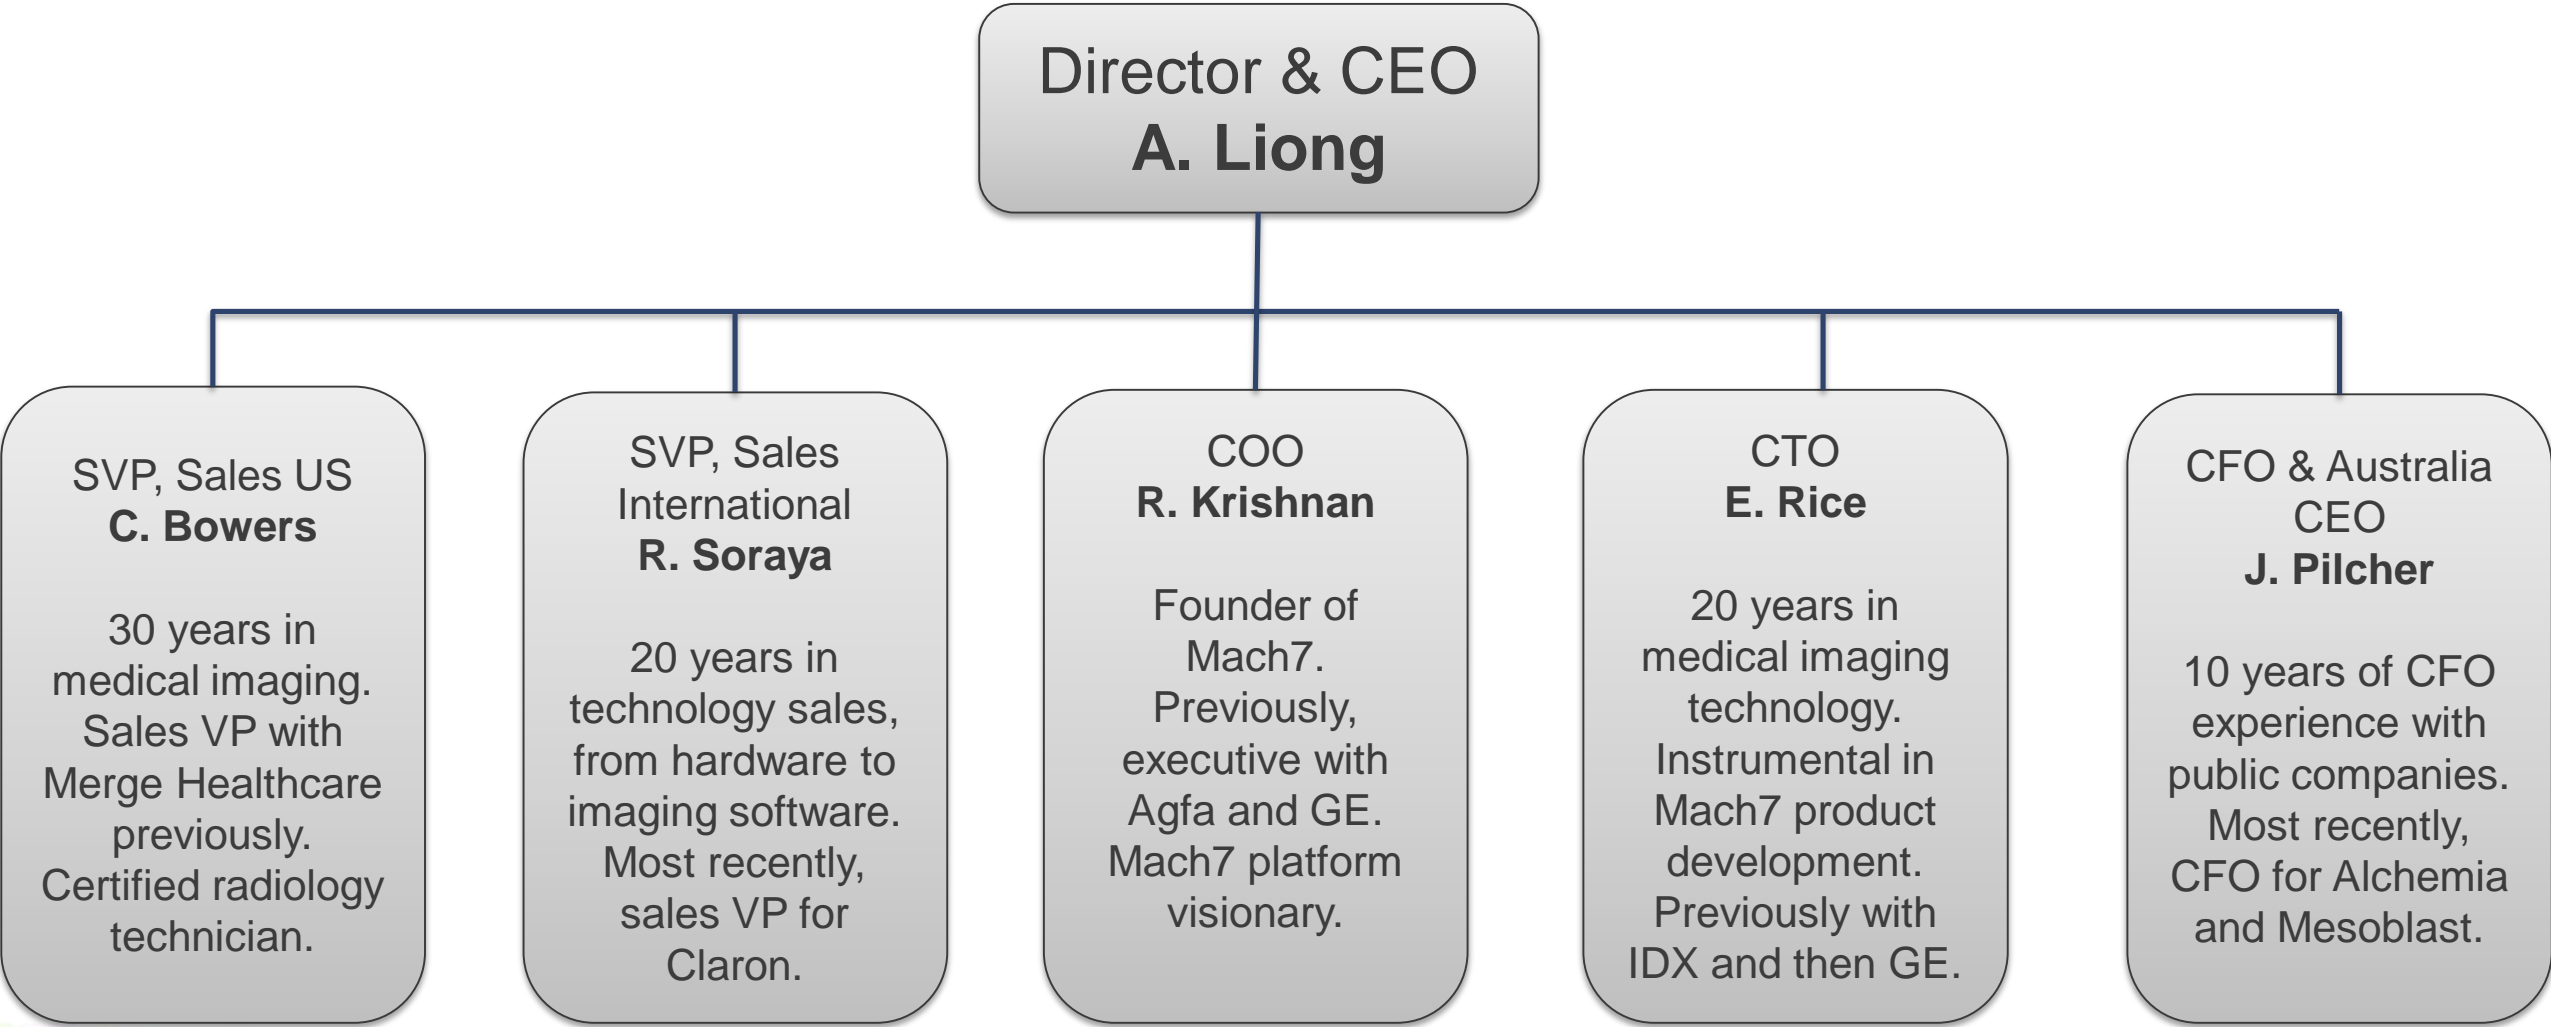 Director & CEO
A. Liong
SVP, Sales US
C. Bowers
30 years in
medical imaging.
Sales VP with
Merge Healthcare
previously.
Certified radiology
technician.
SVP, Sales
International
R. Soraya
20 years in
technology sales,
from hardware to
imaging software.
Most recently,
sales VP for
Claron.
COO
R. Krishnan
Founder of
Mach7.
Previously,
executive with
Agfa and GE.
Mach7 platform
visionary.
CTO
E. Rice
20 years in
medical imaging
technology.
Instrumental in
Mach7 product
development.
Previously with
IDX and then GE.
CFO & Australia
CEO
J. Pilcher
10 years of CFO
experience with
public companies.
Most recently,
CFO for Alchemia
and Mesoblast.